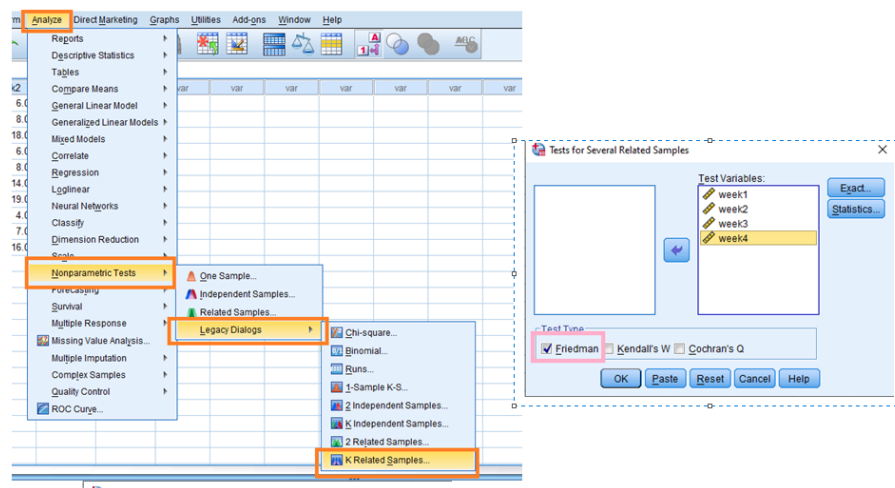 Analyze Direct Marketing Graphs Utilities Add-ons Window Help
Reports
Descriptive Statistics
Tables
Compare Means
General Linear Model
Generalized Linear Models
Mixed Models
Correlate
Regression
Loglinear
Neural Networks
Classify
Dimension Reduction
Scale
Nonparametric Tests
Forecasting
Survival
Multiple Response
Missing Value Analysis...
Multiple Imputation
Complex Samples
Quality Control
ROC Curve...
One Sample...
Independent Samples...
Related Samples...
Legacy Dialogs
Chi-square...
Binomial...
Runs...
1-Sample K-S...
2 Independent Samples...
K Independent Samples...
2 Related Samples...
K Related Samples...
A
1
ABC
var var var var var var var
6.0
8.0
18.0
6.0
8.0
14.0
19.0
4.0
7.0
16.0
Tests for Several Related Samples
Test Variables:
week1
week2
week3
week4
Exact...
Statistics...
Test Type
Friedman Kendall's W Cochran's Q
OK Paste Reset Cancel Help